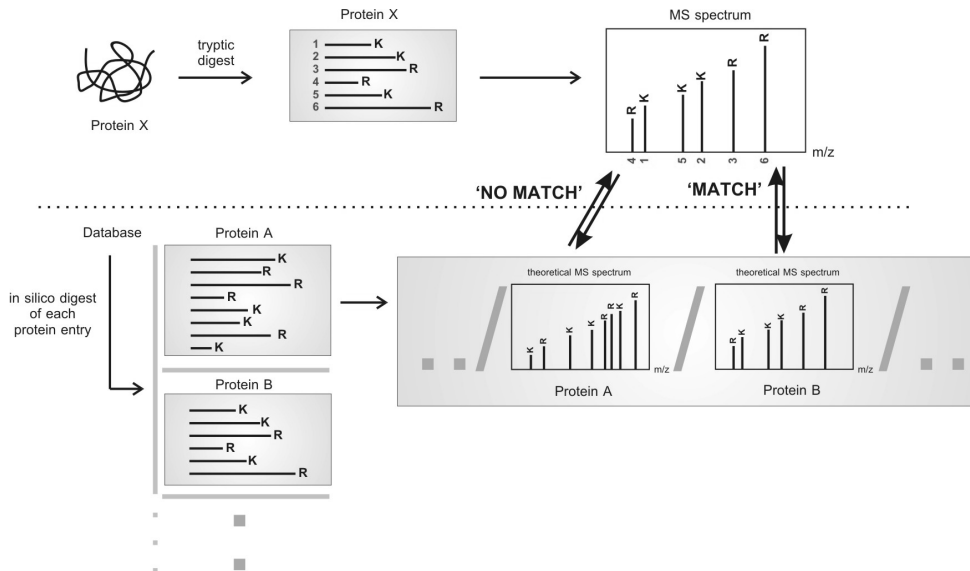 Protein X
tryptic
digest
Protein X
1 K
2 K
3 R
4 R
5 K
6 R
MS spectrum
R K K K R R
m/z
4 1 5 2 3 6
'NO MATCH'
'MATCH'
Database
in silico digest
of each
protein entry
Protein A
K
R
R
R
K
K
R
K
Protein B
K
K
R
R
K
R
theoretical MS spectrum
K R K K R R K R
m/z
Protein A
theoretical MS spectrum
R K K K R R
m/z
Protein B